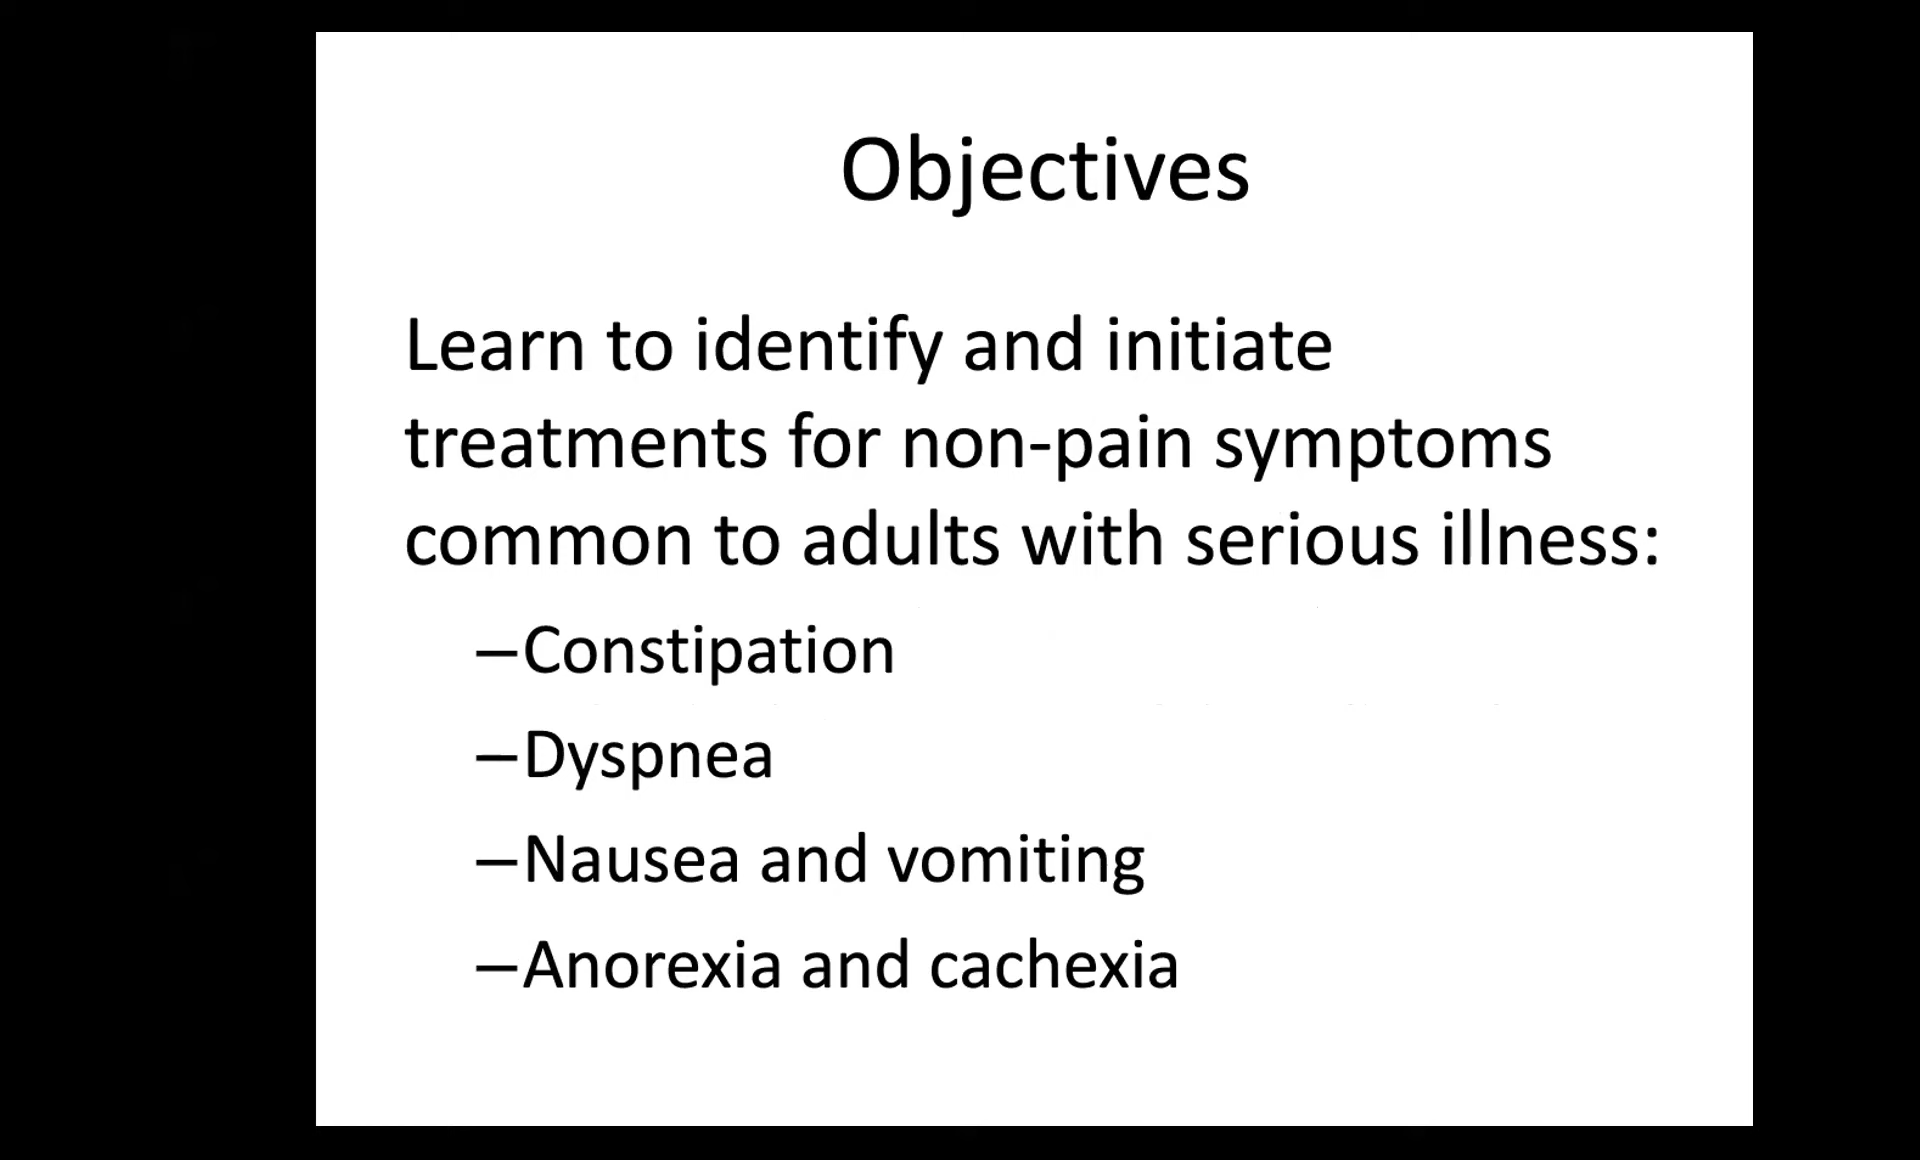 Objectives
Learn to identify and initiate
treatments for non-pain symptoms
common to adults with serious illness:
–Constipation
–Dyspnea
–Nausea and vomiting
–Anorexia and cachexia